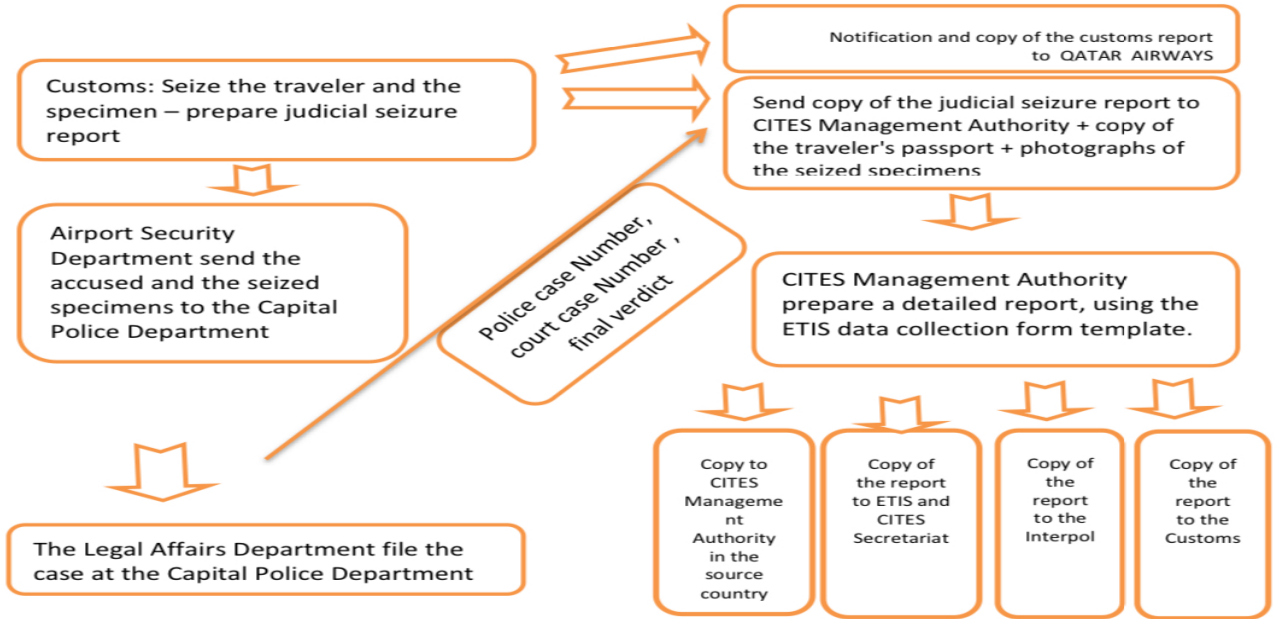 Notification and copy of the customs report
to QATAR AIRWAYS
Customs: Seize the traveler and the
specimen – prepare judicial seizure
report
Send copy of the judicial seizure report to
CITES Management Authority + copy of
the traveler's passport + photographs of
the seized specimens
Airport Security
Department send the
accused and the seized
specimens to the Capital
Police Department
Police case Number,
court case Number ,
final verdict
CITES Management Authority
prepare a detailed report, using the
ETIS data collection form template.
The Legal Affairs Department file the
case at the Capital Police Department
Copy to
CITES
Manageme
nt
Authority
in the
source
country
Copy of
the report
to ETIS and
CITES
Secretariat
Copy of
the
report
to the
Interpol
Copy of
the
report
to the
Customs